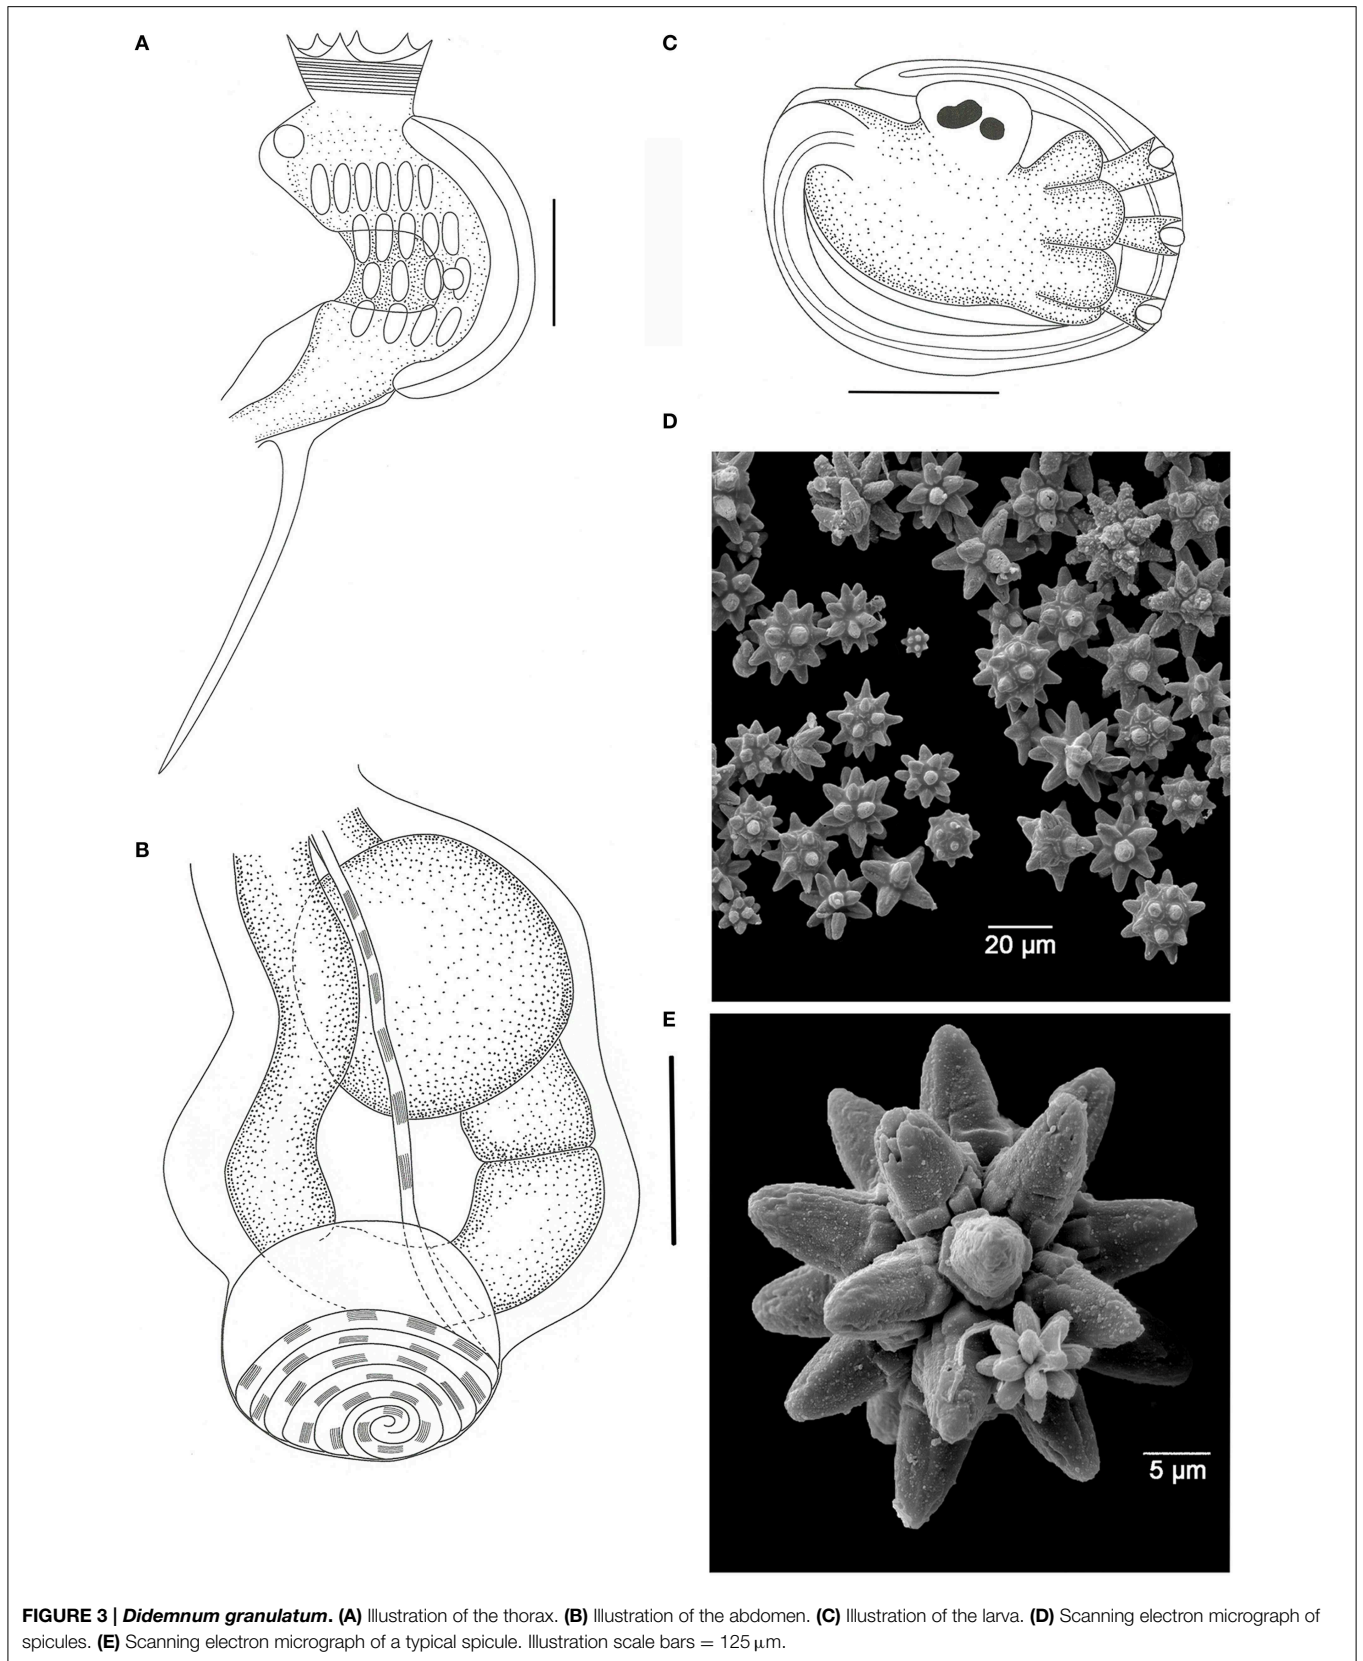 A
C
D
B
20 µm
E
5 µm
FIGURE 3 | Didemnum granulatum. (A) Illustration of the thorax. (B) Illustration of the abdomen. (C) Illustration of the larva. (D) Scanning electron micrograph of
spicules. (E) Scanning electron micrograph of a typical spicule. Illustration scale bars = 125 µm.